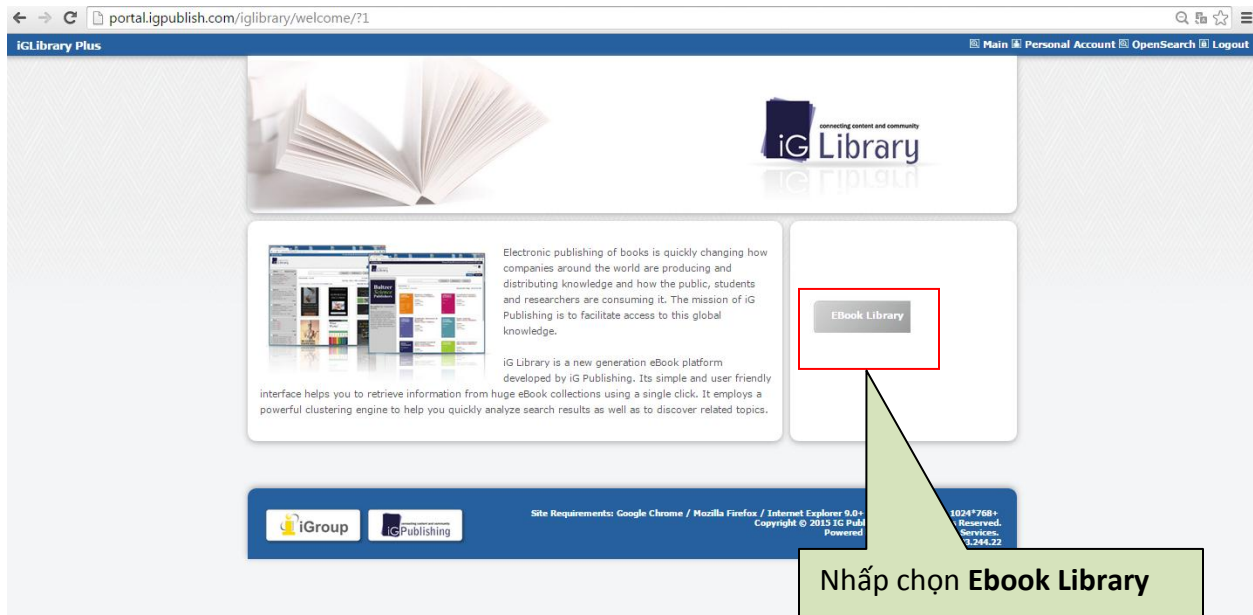 portal.igpublish.com/iglibrary/welcome/?1
iGLibrary Plus
Main Personal Account OpenSearch Logout
connecting content and community
iG Library
Electronic publishing of books is quickly changing how
companies around the world are producing and
distributing knowledge and how the public, students
and researchers are consuming it. The mission of iG
Publishing is to facilitate access to this global
knowledge.
iG Library is a new generation eBook platform
developed by iG Publishing. Its simple and user friendly
interface helps you to retrieve information from huge eBook collections using a single click. It employs a
powerful clustering engine to help you quickly analyze search results as well as to discover related topics.
EBook Library
iGroup
iGPublishing
Site Requirements: Google Chrome / Mozilla Firefox / Internet Explorer 9.0+ 1024*768+
Copyright © 2015 IG Publ Reserved.
Powered Services.
3.244.22
Nhấp chọn Ebook Library